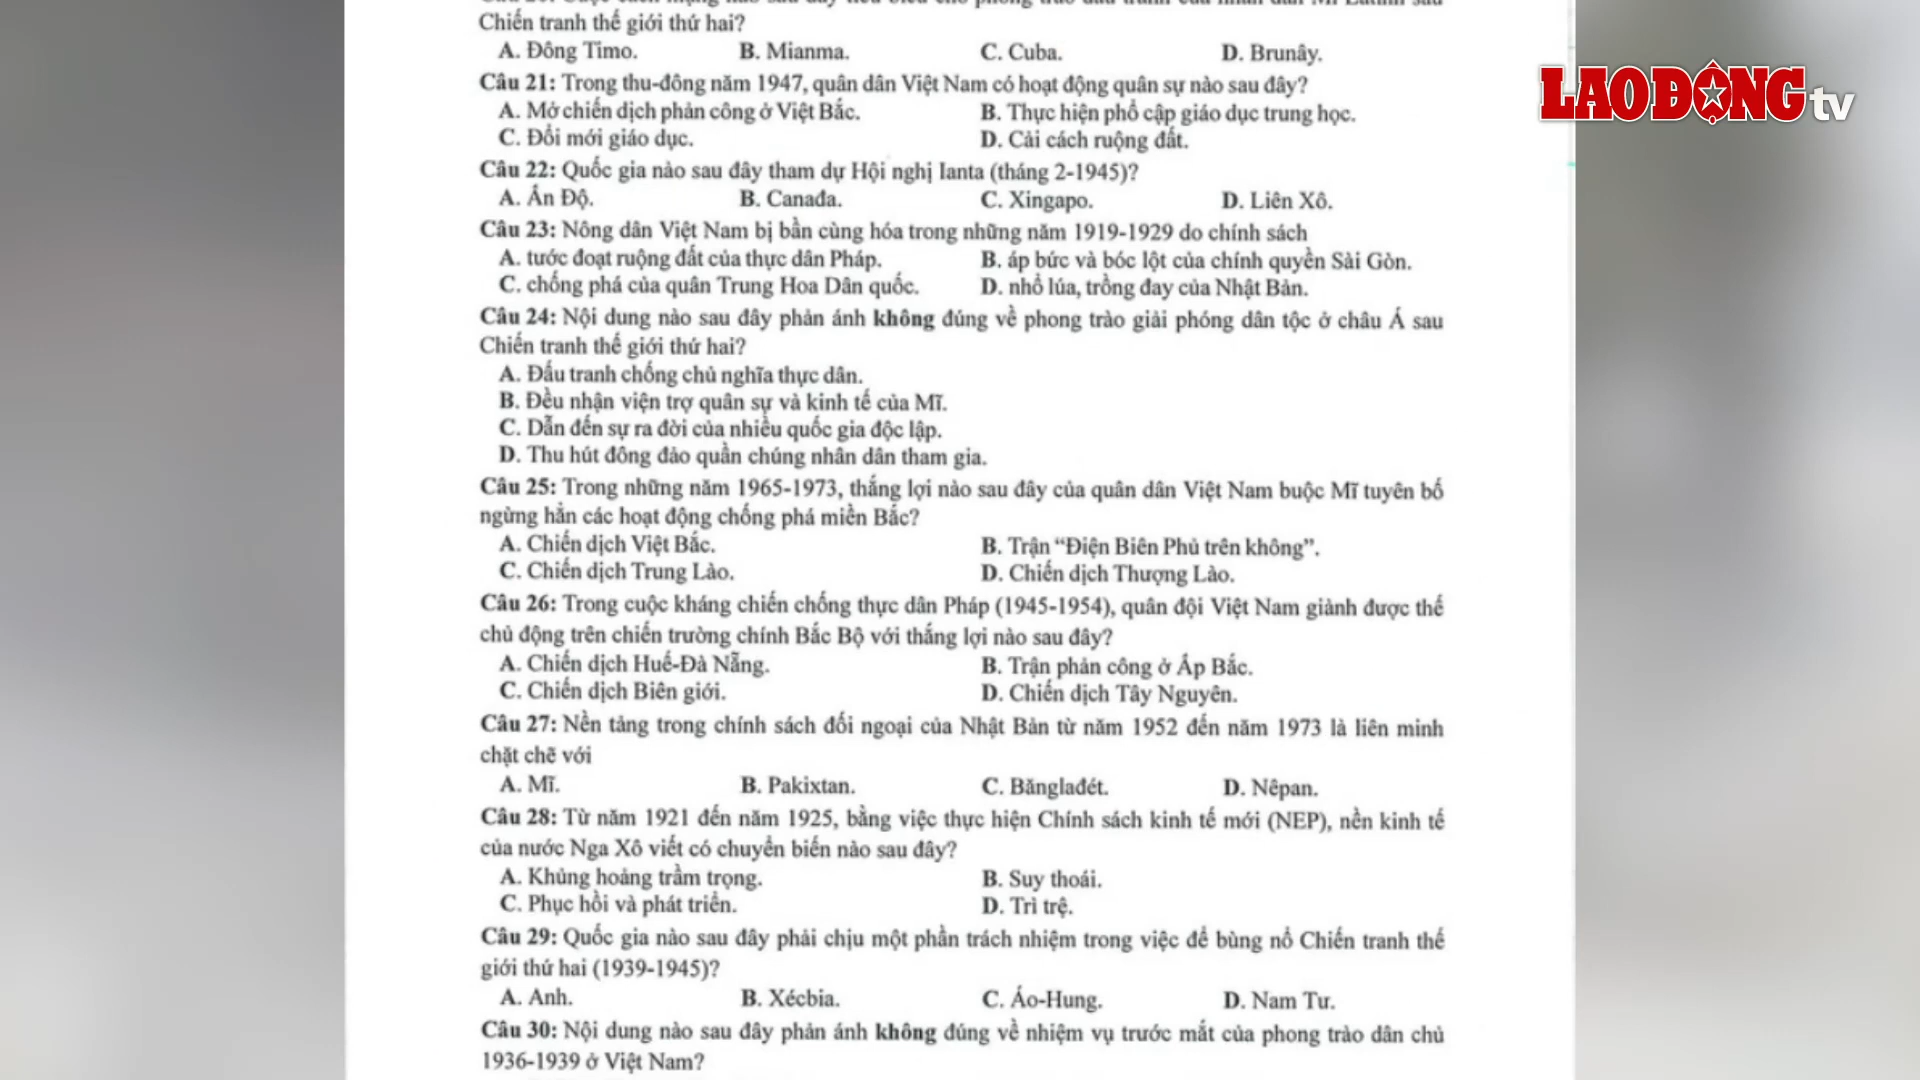 Chiến tranh thế giới thứ hai?
A. Đông Timo. B. Mianma. C. Cuba. D. Brunây.
Câu 21: Trong thu-đông năm 1947, quân dân Việt Nam có hoạt động quân sự nào sau đây?
A. Mở chiến dịch phản công ở Việt Bắc. B. Thực hiện phổ cập giáo dục trung học.
C. Đổi mới giáo dục. D. Cải cách ruộng đất.
Câu 22: Quốc gia nào sau đây tham dự Hội nghị Ianta (tháng 2-1945)?
A. Ấn Độ. B. Canađa. C. Xingapo. D. Liên Xô.
Câu 23: Nông dân Việt Nam bị bần cùng hóa trong những năm 1919-1929 do chính sách
A. tước đoạt ruộng đất của thực dân Pháp. B. áp bức và bóc lột của chính quyền Sài Gòn.
C. chống phá của quân Trung Hoa Dân quốc. D. nhổ lúa, trồng đay của Nhật Bản.
Câu 24: Nội dung nào sau đây phản ánh không đúng về phong trào giải phóng dân tộc ở châu Á sau
Chiến tranh thế giới thứ hai?
A. Đấu tranh chống chủ nghĩa thực dân.
B. Đều nhận viện trợ quân sự và kinh tế của Mĩ.
C. Dẫn đến sự ra đời của nhiều quốc gia độc lập.
D. Thu hút đông đảo quần chúng nhân dân tham gia.
Câu 25: Trong những năm 1965-1973, thắng lợi nào sau đây của quân dân Việt Nam buộc Mĩ tuyên bố
ngừng hẳn các hoạt động chống phá miền Bắc?
A. Chiến dịch Việt Bắc. B. Trận “Điện Biên Phủ trên không”.
C. Chiến dịch Trung Lào. D. Chiến dịch Thượng Lào.
Câu 26: Trong cuộc kháng chiến chống thực dân Pháp (1945-1954), quân đội Việt Nam giành được thế
chủ động trên chiến trường chính Bắc Bộ với thắng lợi nào sau đây?
A. Chiến dịch Huế-Đà Nẵng. B. Trận phản công ở Ấp Bắc.
C. Chiến dịch Biên giới. D. Chiến dịch Tây Nguyên.
Câu 27: Nền tảng trong chính sách đối ngoại của Nhật Bản từ năm 1952 đến năm 1973 là liên minh
chặt chẽ với
A. Mĩ. B. Pakixtan. C. Bănglađét. D. Nêpan.
Câu 28: Từ năm 1921 đến năm 1925, bằng việc thực hiện Chính sách kinh tế mới (NEP), nền kinh tế
của nước Nga Xô viết có chuyển biến nào sau đây?
A. Khủng hoảng trầm trọng. B. Suy thoái.
C. Phục hồi và phát triển. D. Trì trệ.
Câu 29: Quốc gia nào sau đây phải chịu một phần trách nhiệm trong việc để bùng nổ Chiến tranh thế
giới thứ hai (1939-1945)?
A. Anh. B. Xécbia. C. Áo-Hung. D. Nam Tư.
Câu 30: Nội dung nào sau đây phản ánh không đúng về nhiệm vụ trước mắt của phong trào dân chủ
1936-1939 ở Việt Nam?
LAO ĐỘNG tv